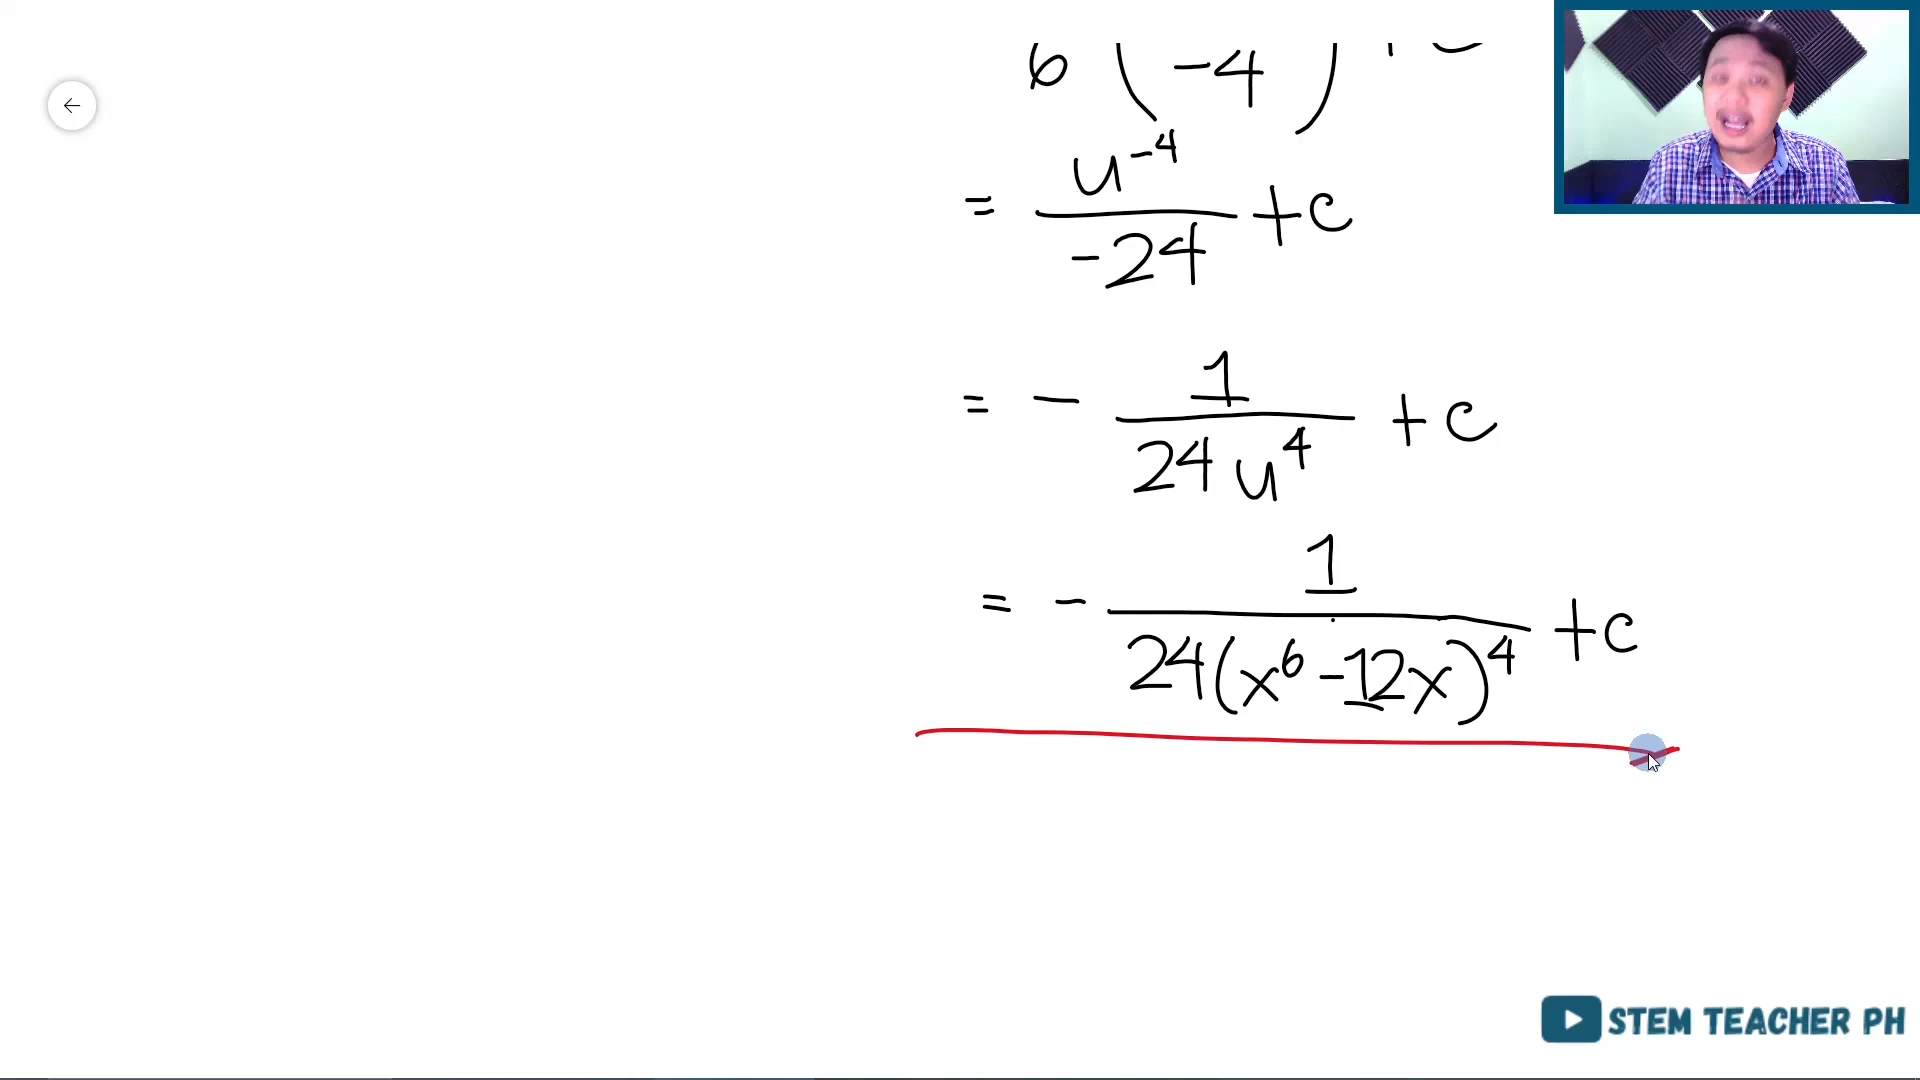 6 ( -4 ) + c
= u^-4 / -24 + c
= - 1 / 24 u^4 + c
= - 1 / 24(x^6 - 12x)^4 + c
STEM TEACHER PH